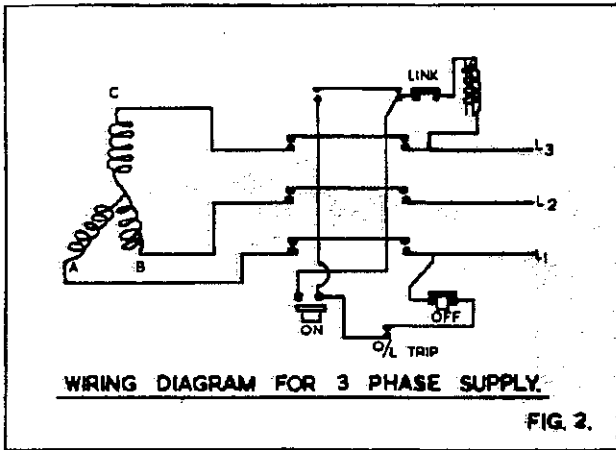 LINK
C
L3
L2
A
B
L1
OFF
ON
O/L TRIP
WIRING DIAGRAM FOR 3 PHASE SUPPLY.
FIG. 2.